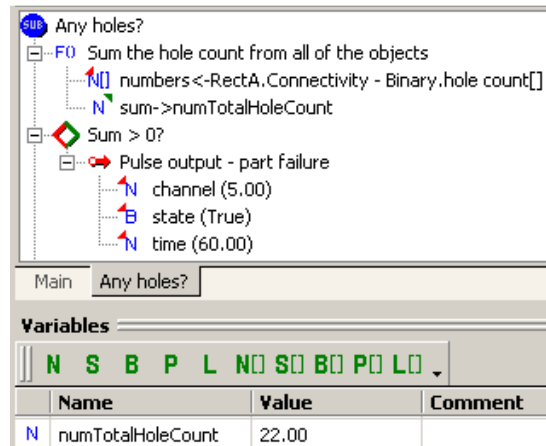 SUB Any holes?
F() Sum the hole count from all of the objects
N[] numbers<-RectA.Connectivity - Binary.hole count[]
N sum->numTotalHoleCount
Sum > 0?
Pulse output - part failure
N channel (5.00)
B state (True)
N time (60.00)
Main Any holes?
Variables
N S B P L N[] S[] B[] P[] L[]
Name Value Comment
N numTotalHoleCount 22.00